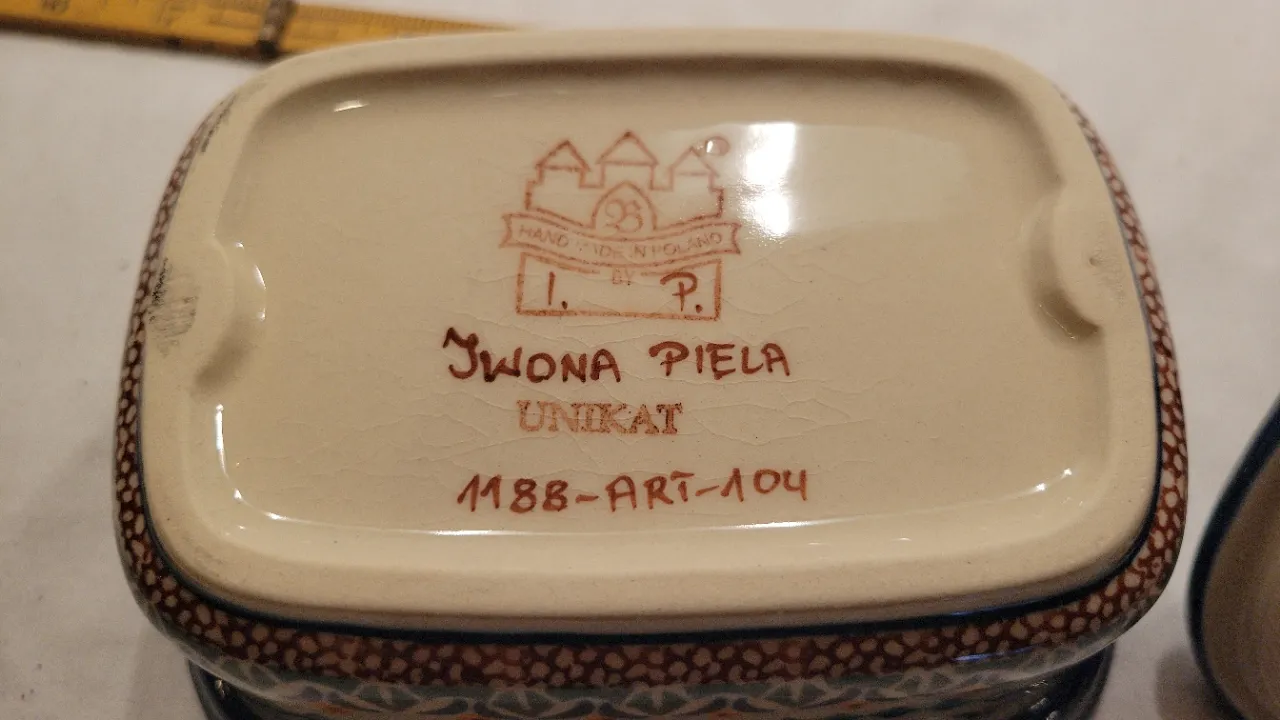 B
HAND MADE IN POLAND
BY
I. P.
IWONA PIELA
UNIKAT
1188-ART-104